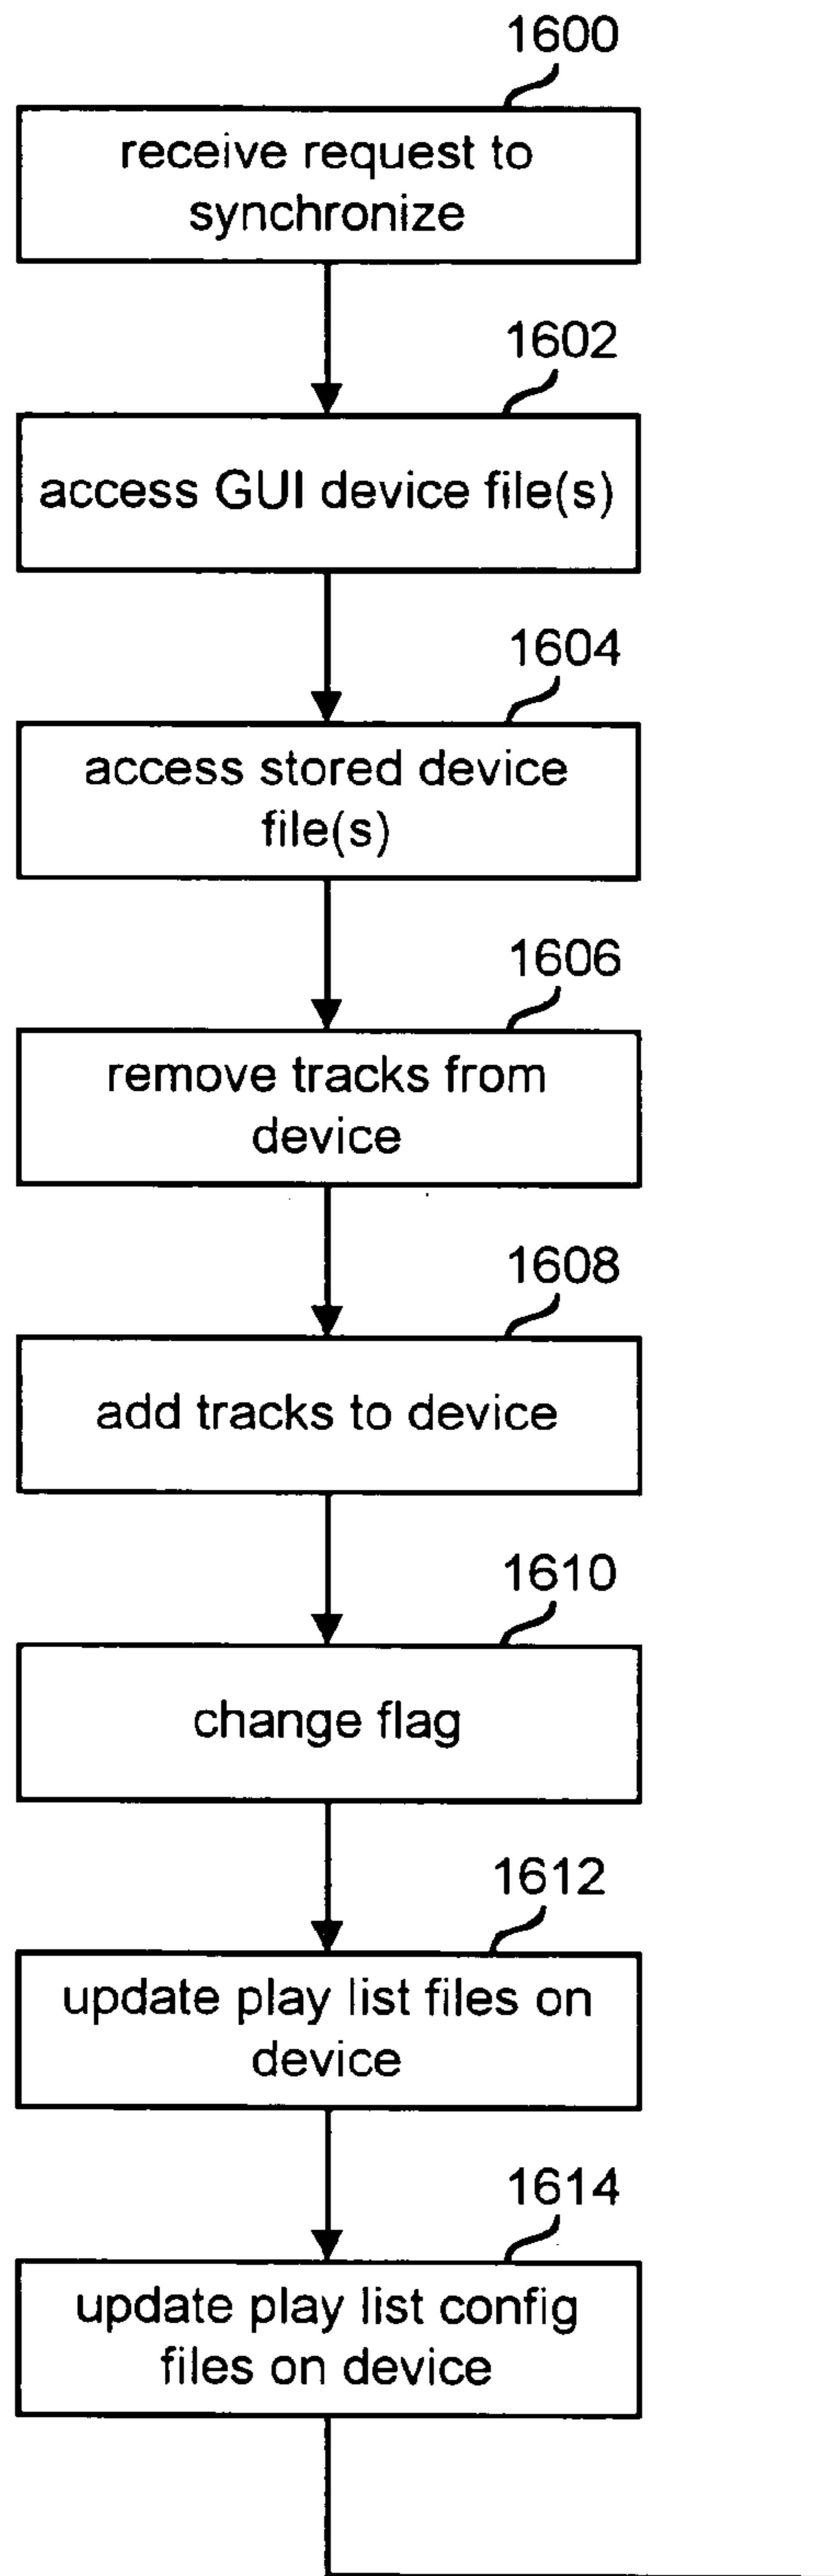 1600
receive request to
synchronize
1602
access GUI device file(s)
1604
access stored device
file(s)
1606
remove tracks from
device
1608
add tracks to device
1610
change flag
1612
update play list files on
device
1614
update play list config
files on device